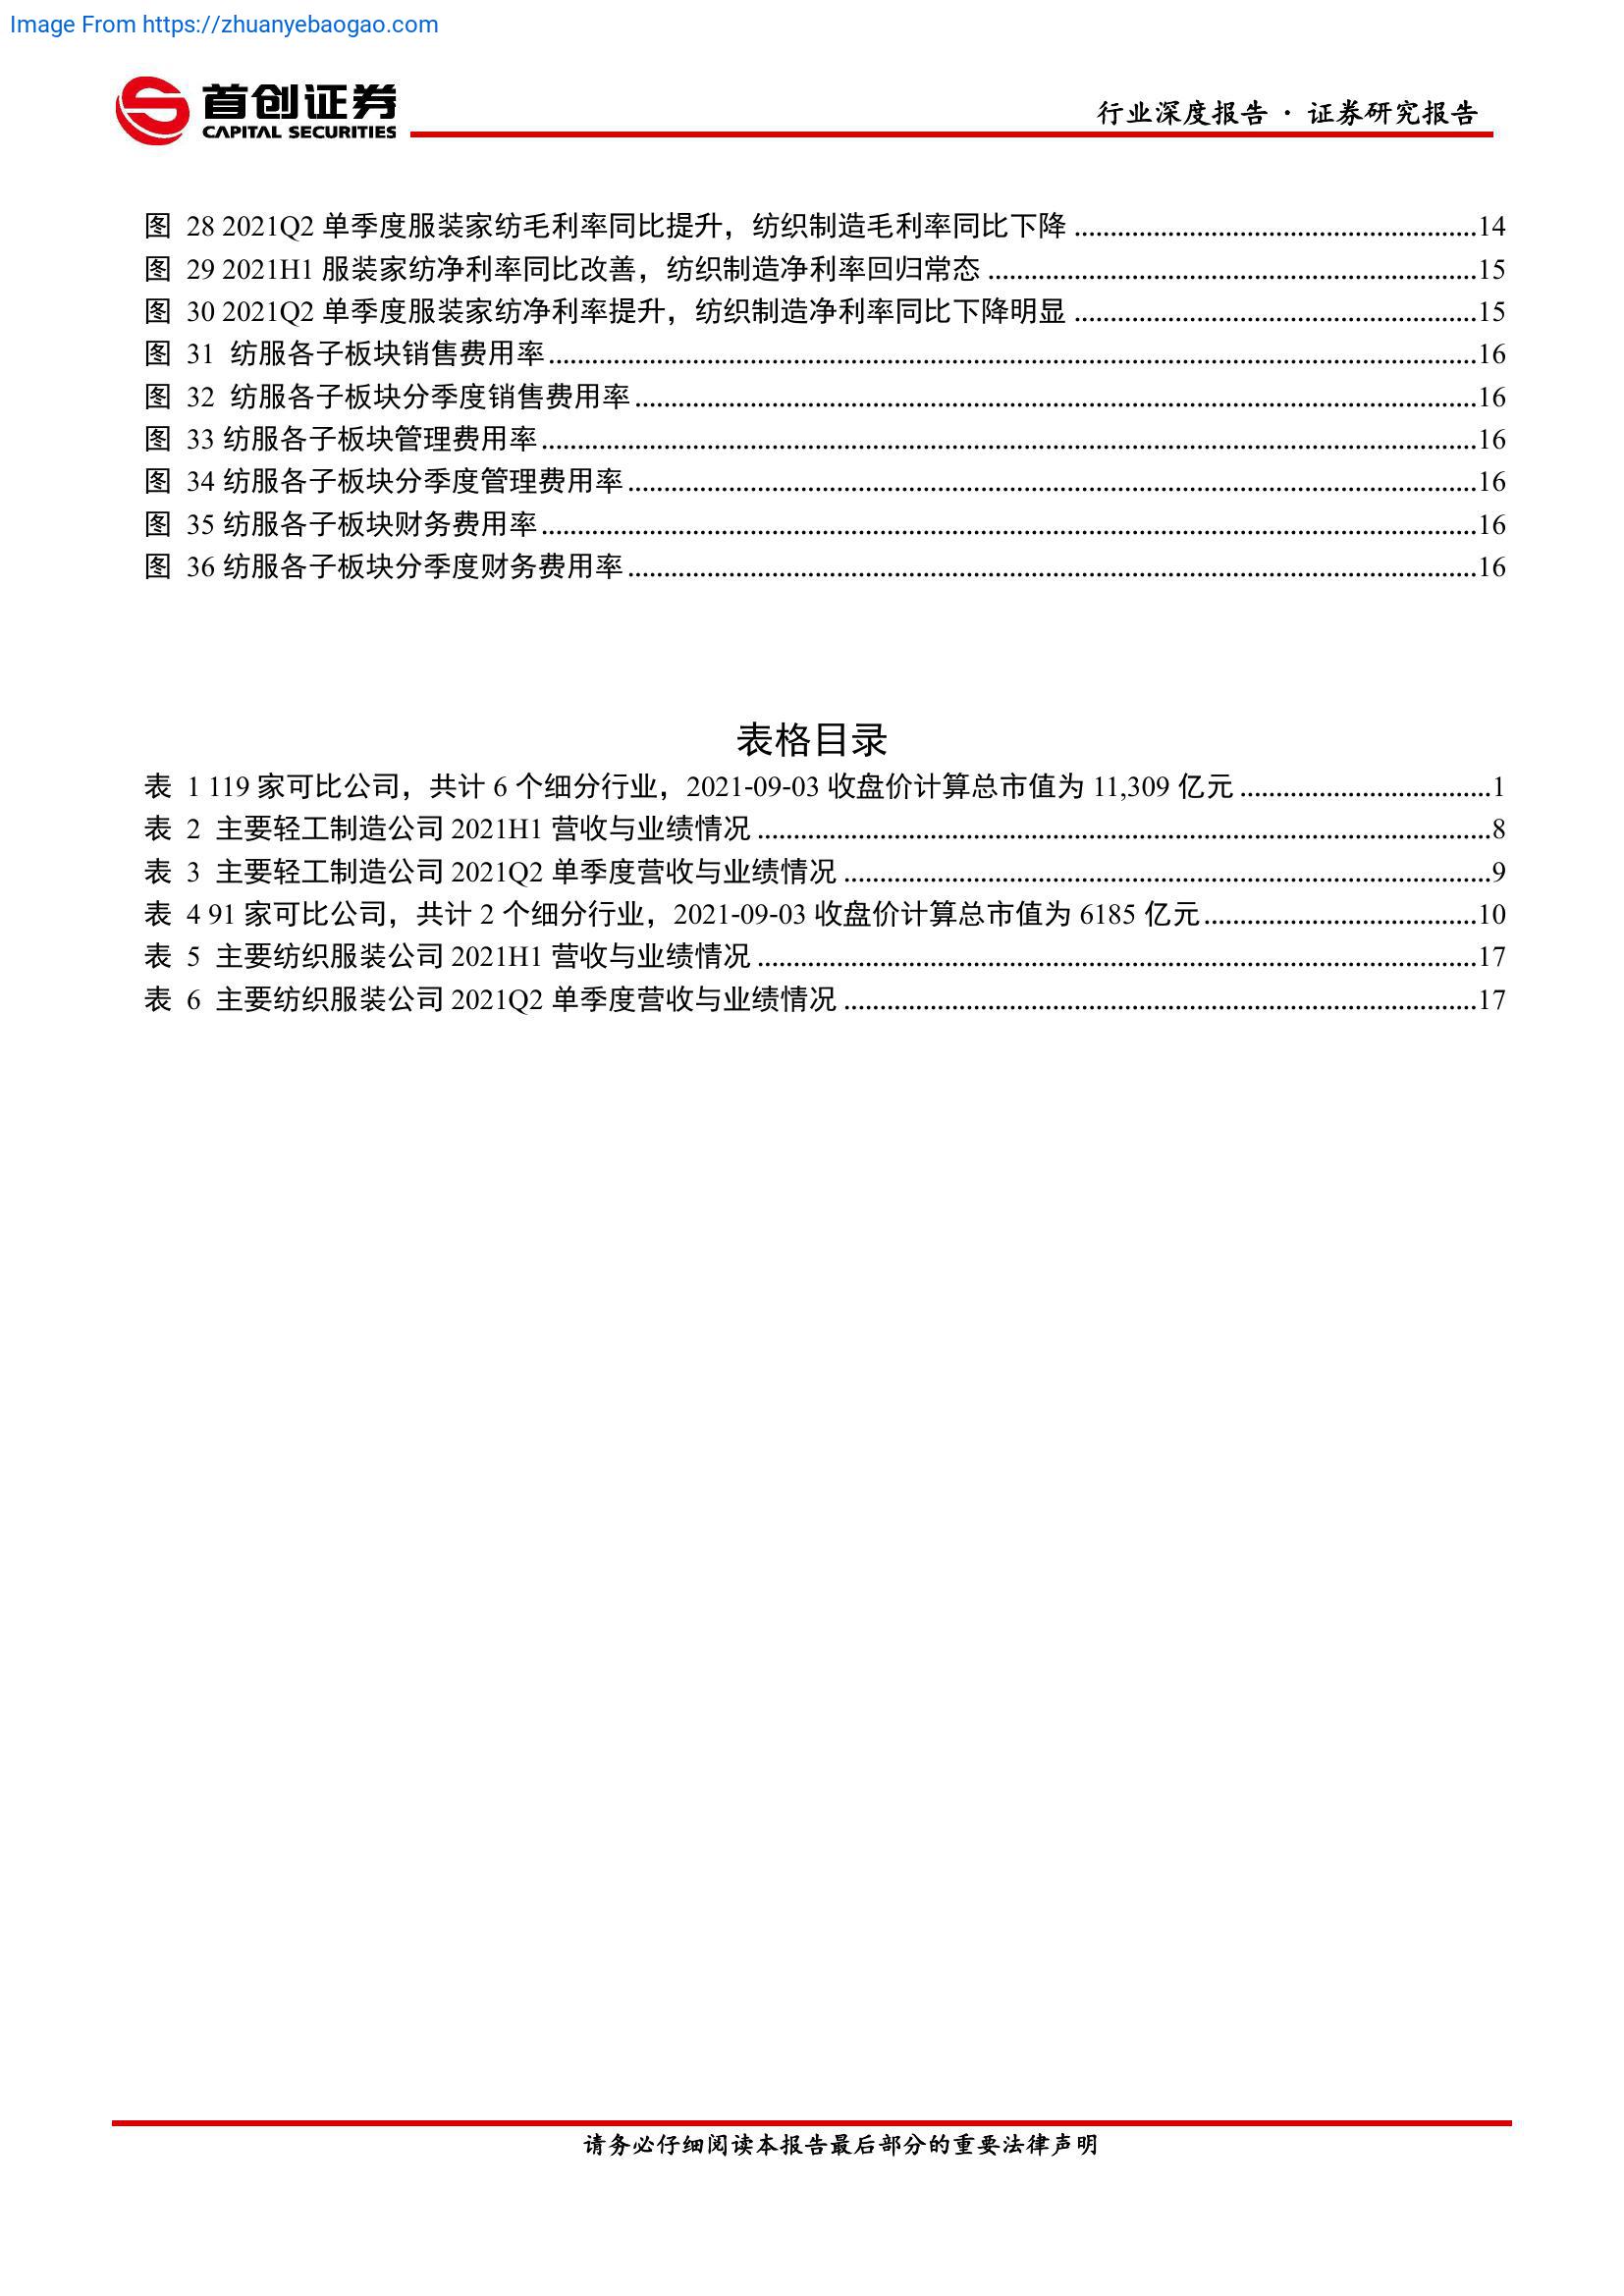 Image From https://zhuanyebaogao.com
首创证券
CAPITAL SECURITIES
行业深度报告 · 证券研究报告
图 28 2021Q2 单季度服装家纺毛利率同比提升，纺织制造毛利率同比下降 ........................................................14
图 29 2021H1 服装家纺净利率同比改善，纺织制造净利率回归常态 ....................................................................15
图 30 2021Q2 单季度服装家纺净利率提升，纺织制造净利率同比下降明显 ........................................................15
图 31 纺服各子板块销售费用率.................................................................................................................................16
图 32 纺服各子板块分季度销售费用率.....................................................................................................................16
图 33 纺服各子板块管理费用率..................................................................................................................................16
图 34 纺服各子板块分季度管理费用率......................................................................................................................16
图 35 纺服各子板块财务费用率..................................................................................................................................16
图 36 纺服各子板块分季度财务费用率......................................................................................................................16
表格目录
表 1 119 家可比公司，共计 6 个细分行业，2021-09-03 收盘价计算总市值为 11,309 亿元 ...................................1
表 2 主要轻工制造公司 2021H1 营收与业绩情况 ......................................................................................................8
表 3 主要轻工制造公司 2021Q2 单季度营收与业绩情况 ..........................................................................................9
表 4 91 家可比公司，共计 2 个细分行业，2021-09-03 收盘价计算总市值为 6185 亿元......................................10
表 5 主要纺织服装公司 2021H1 营收与业绩情况 ....................................................................................................17
表 6 主要纺织服装公司 2021Q2 单季度营收与业绩情况 ........................................................................................17
请务必仔细阅读本报告最后部分的重要法律声明